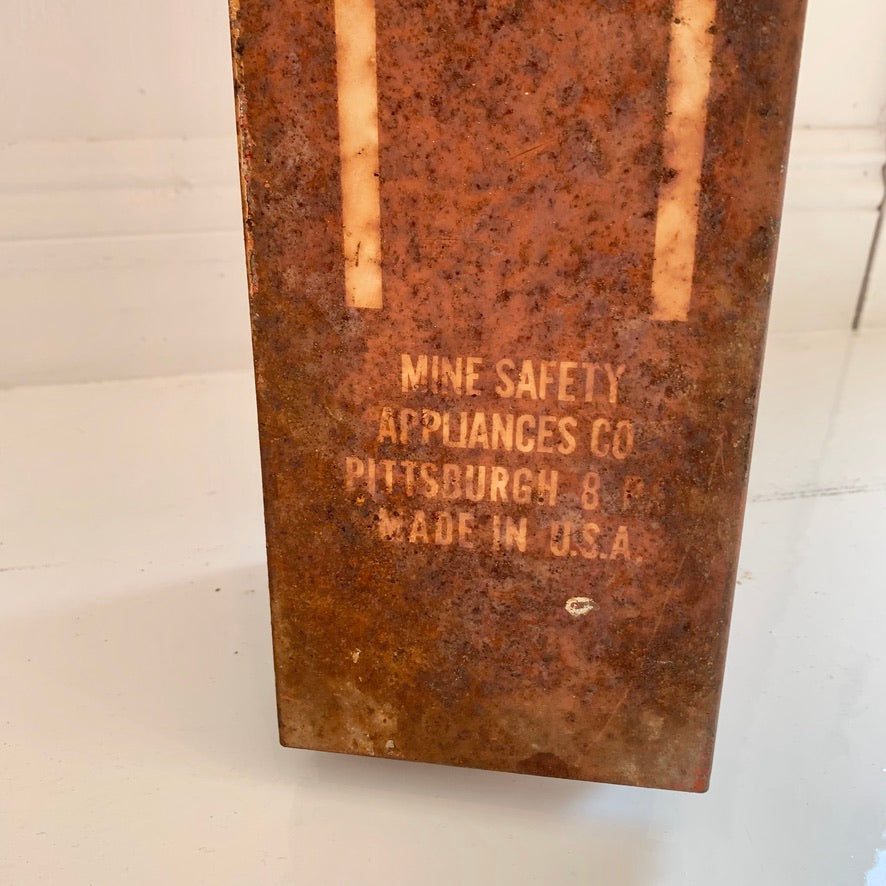 MINE SAFETY
APPLIANCES CO
PITTSBURGH 8 P
MADE IN U.S.A.